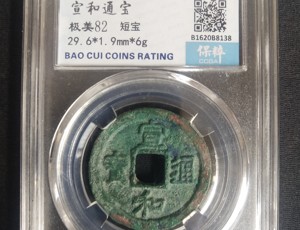 宣和通宝
极美82 短宝
29.6*1.9mm*6g
BAO CUI COINS RATING
B1620B8138
保粹
宣
寳 通
和